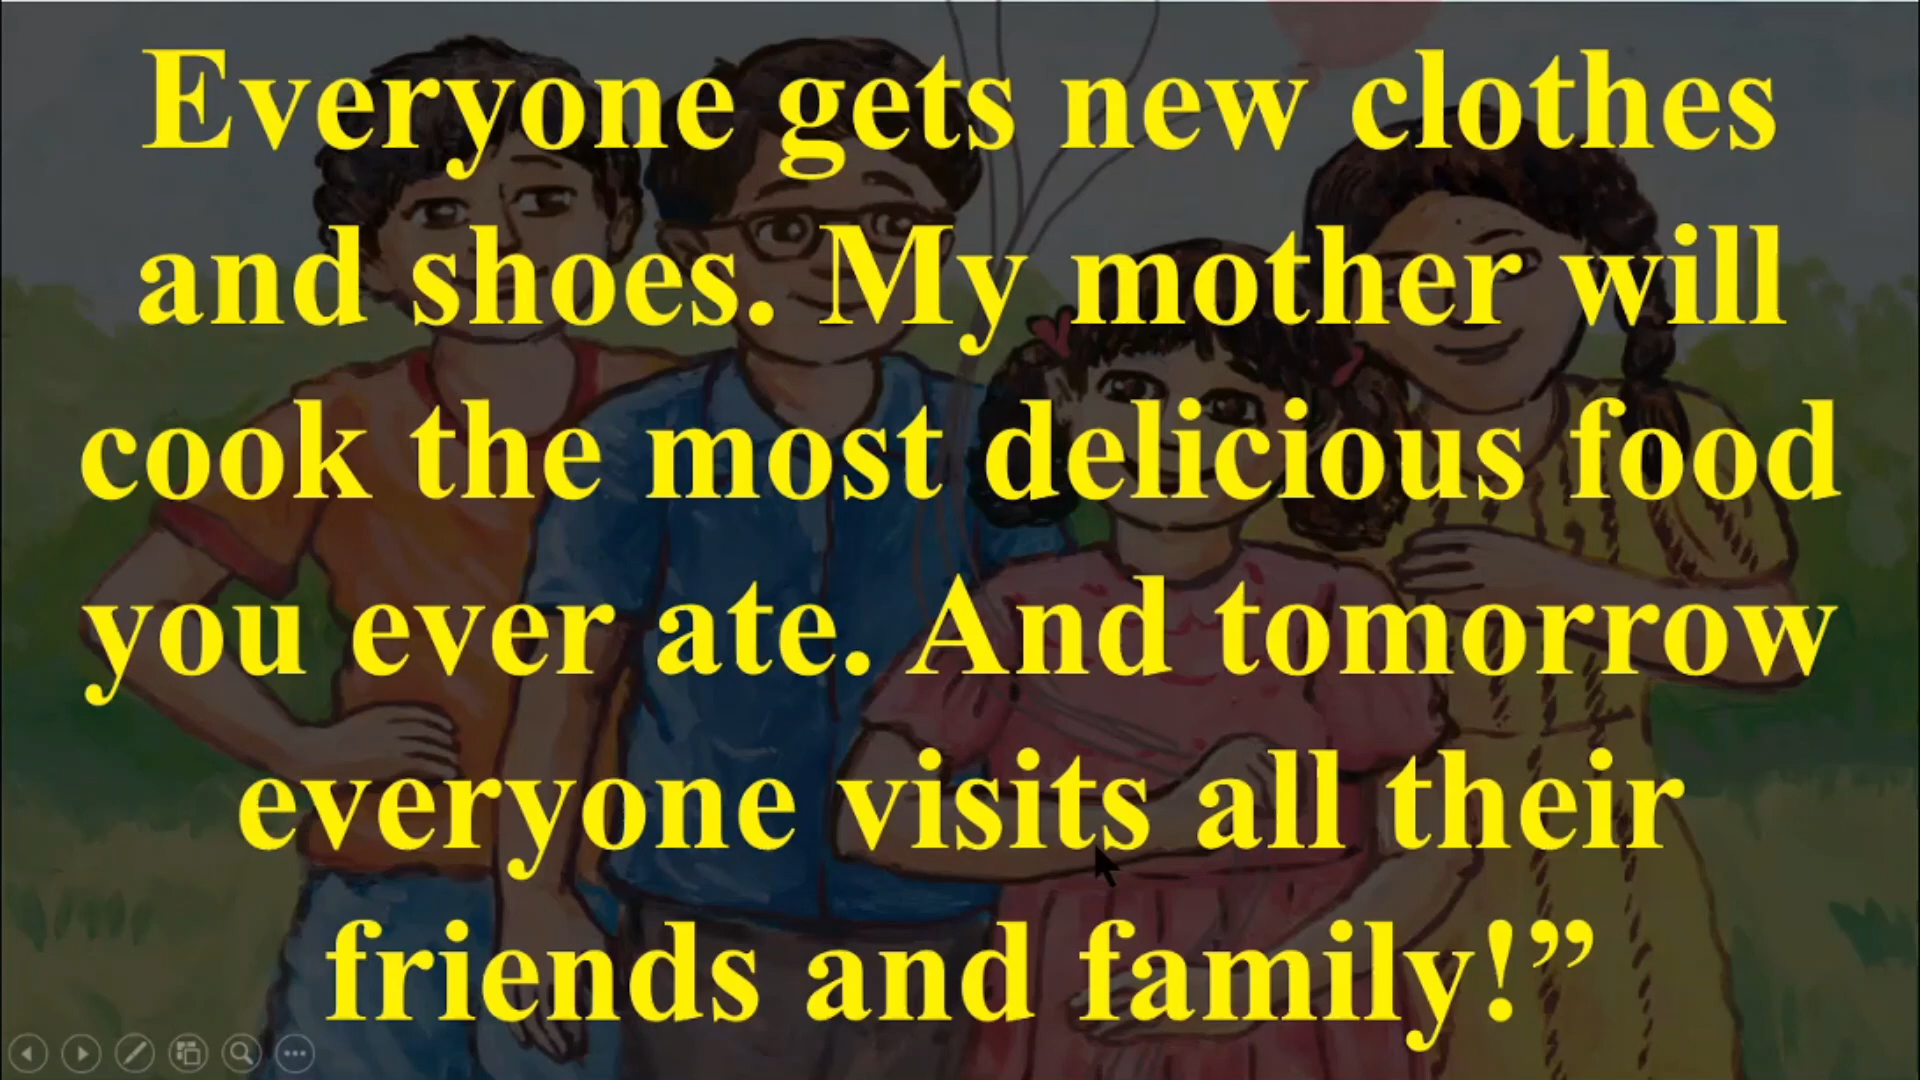 Everyone gets new clothes
and shoes. My mother will
cook the most delicious food
you ever ate. And tomorrow
everyone visits all their
friends and family!”